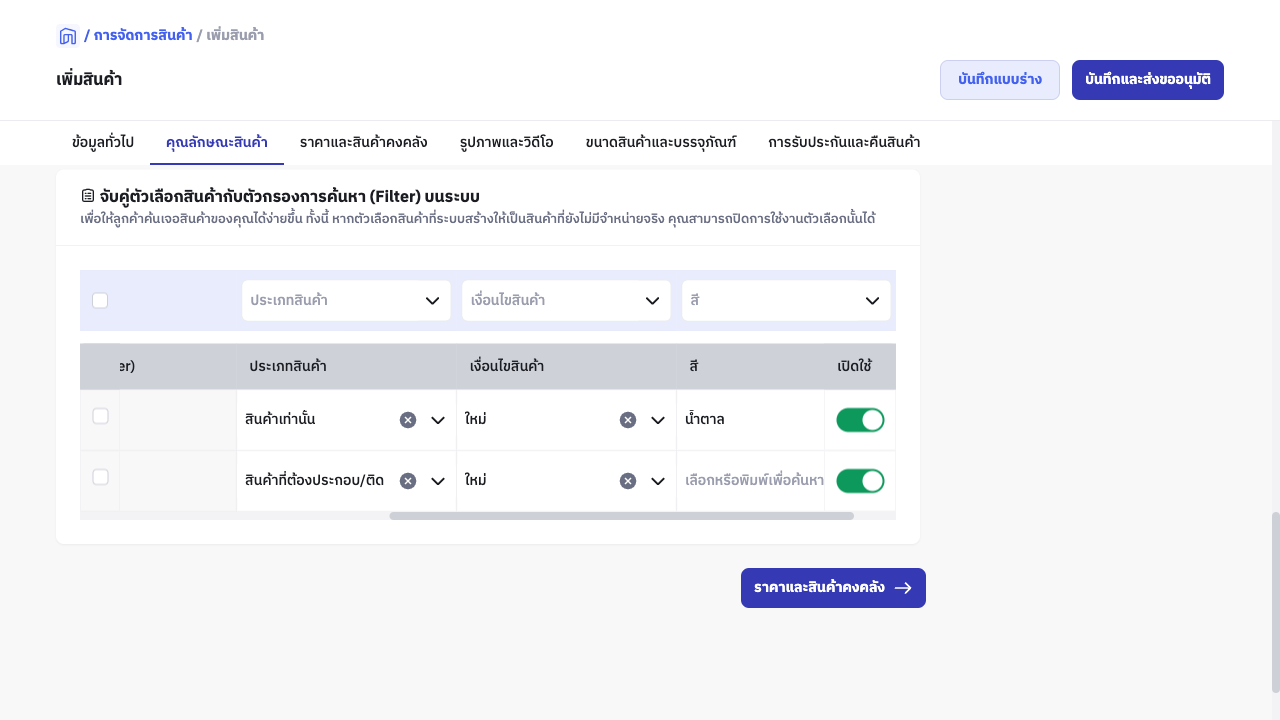 / การจัดการสินค้า / เพิ่มสินค้า
เพิ่มสินค้า
บันทึกแบบร่าง
บันทึกและส่งขออนุมัติ
ข้อมูลทั่วไป คุณลักษณะสินค้า ราคาและสินค้าคงคลัง รูปภาพและวิดีโอ ขนาดสินค้าและบรรจุภัณฑ์ การรับประกันและคืนสินค้า
จับคู่ตัวเลือกสินค้ากับตัวกรองการค้นหา (Filter) บนระบบ
เพื่อให้ลูกค้าค้นเจอสินค้าของคุณได้ง่ายขึ้น ทั้งนี้ หากตัวเลือกสินค้าที่ระบบสร้างให้เป็นสินค้าที่ยังไม่มีจำหน่ายจริง คุณสามารถปิดการใช้งานตัวเลือกนั้นได้
ประเภทสินค้า เงื่อนไขสินค้า สี
er) ประเภทสินค้า เงื่อนไขสินค้า สี เปิดใช้
สินค้าเท่านั้น ใหม่ น้ำตาล
สินค้าที่ต้องประกอบ/ติด ใหม่ เลือกหรือพิมพ์เพื่อค้นหา
ราคาและสินค้าคงคลัง